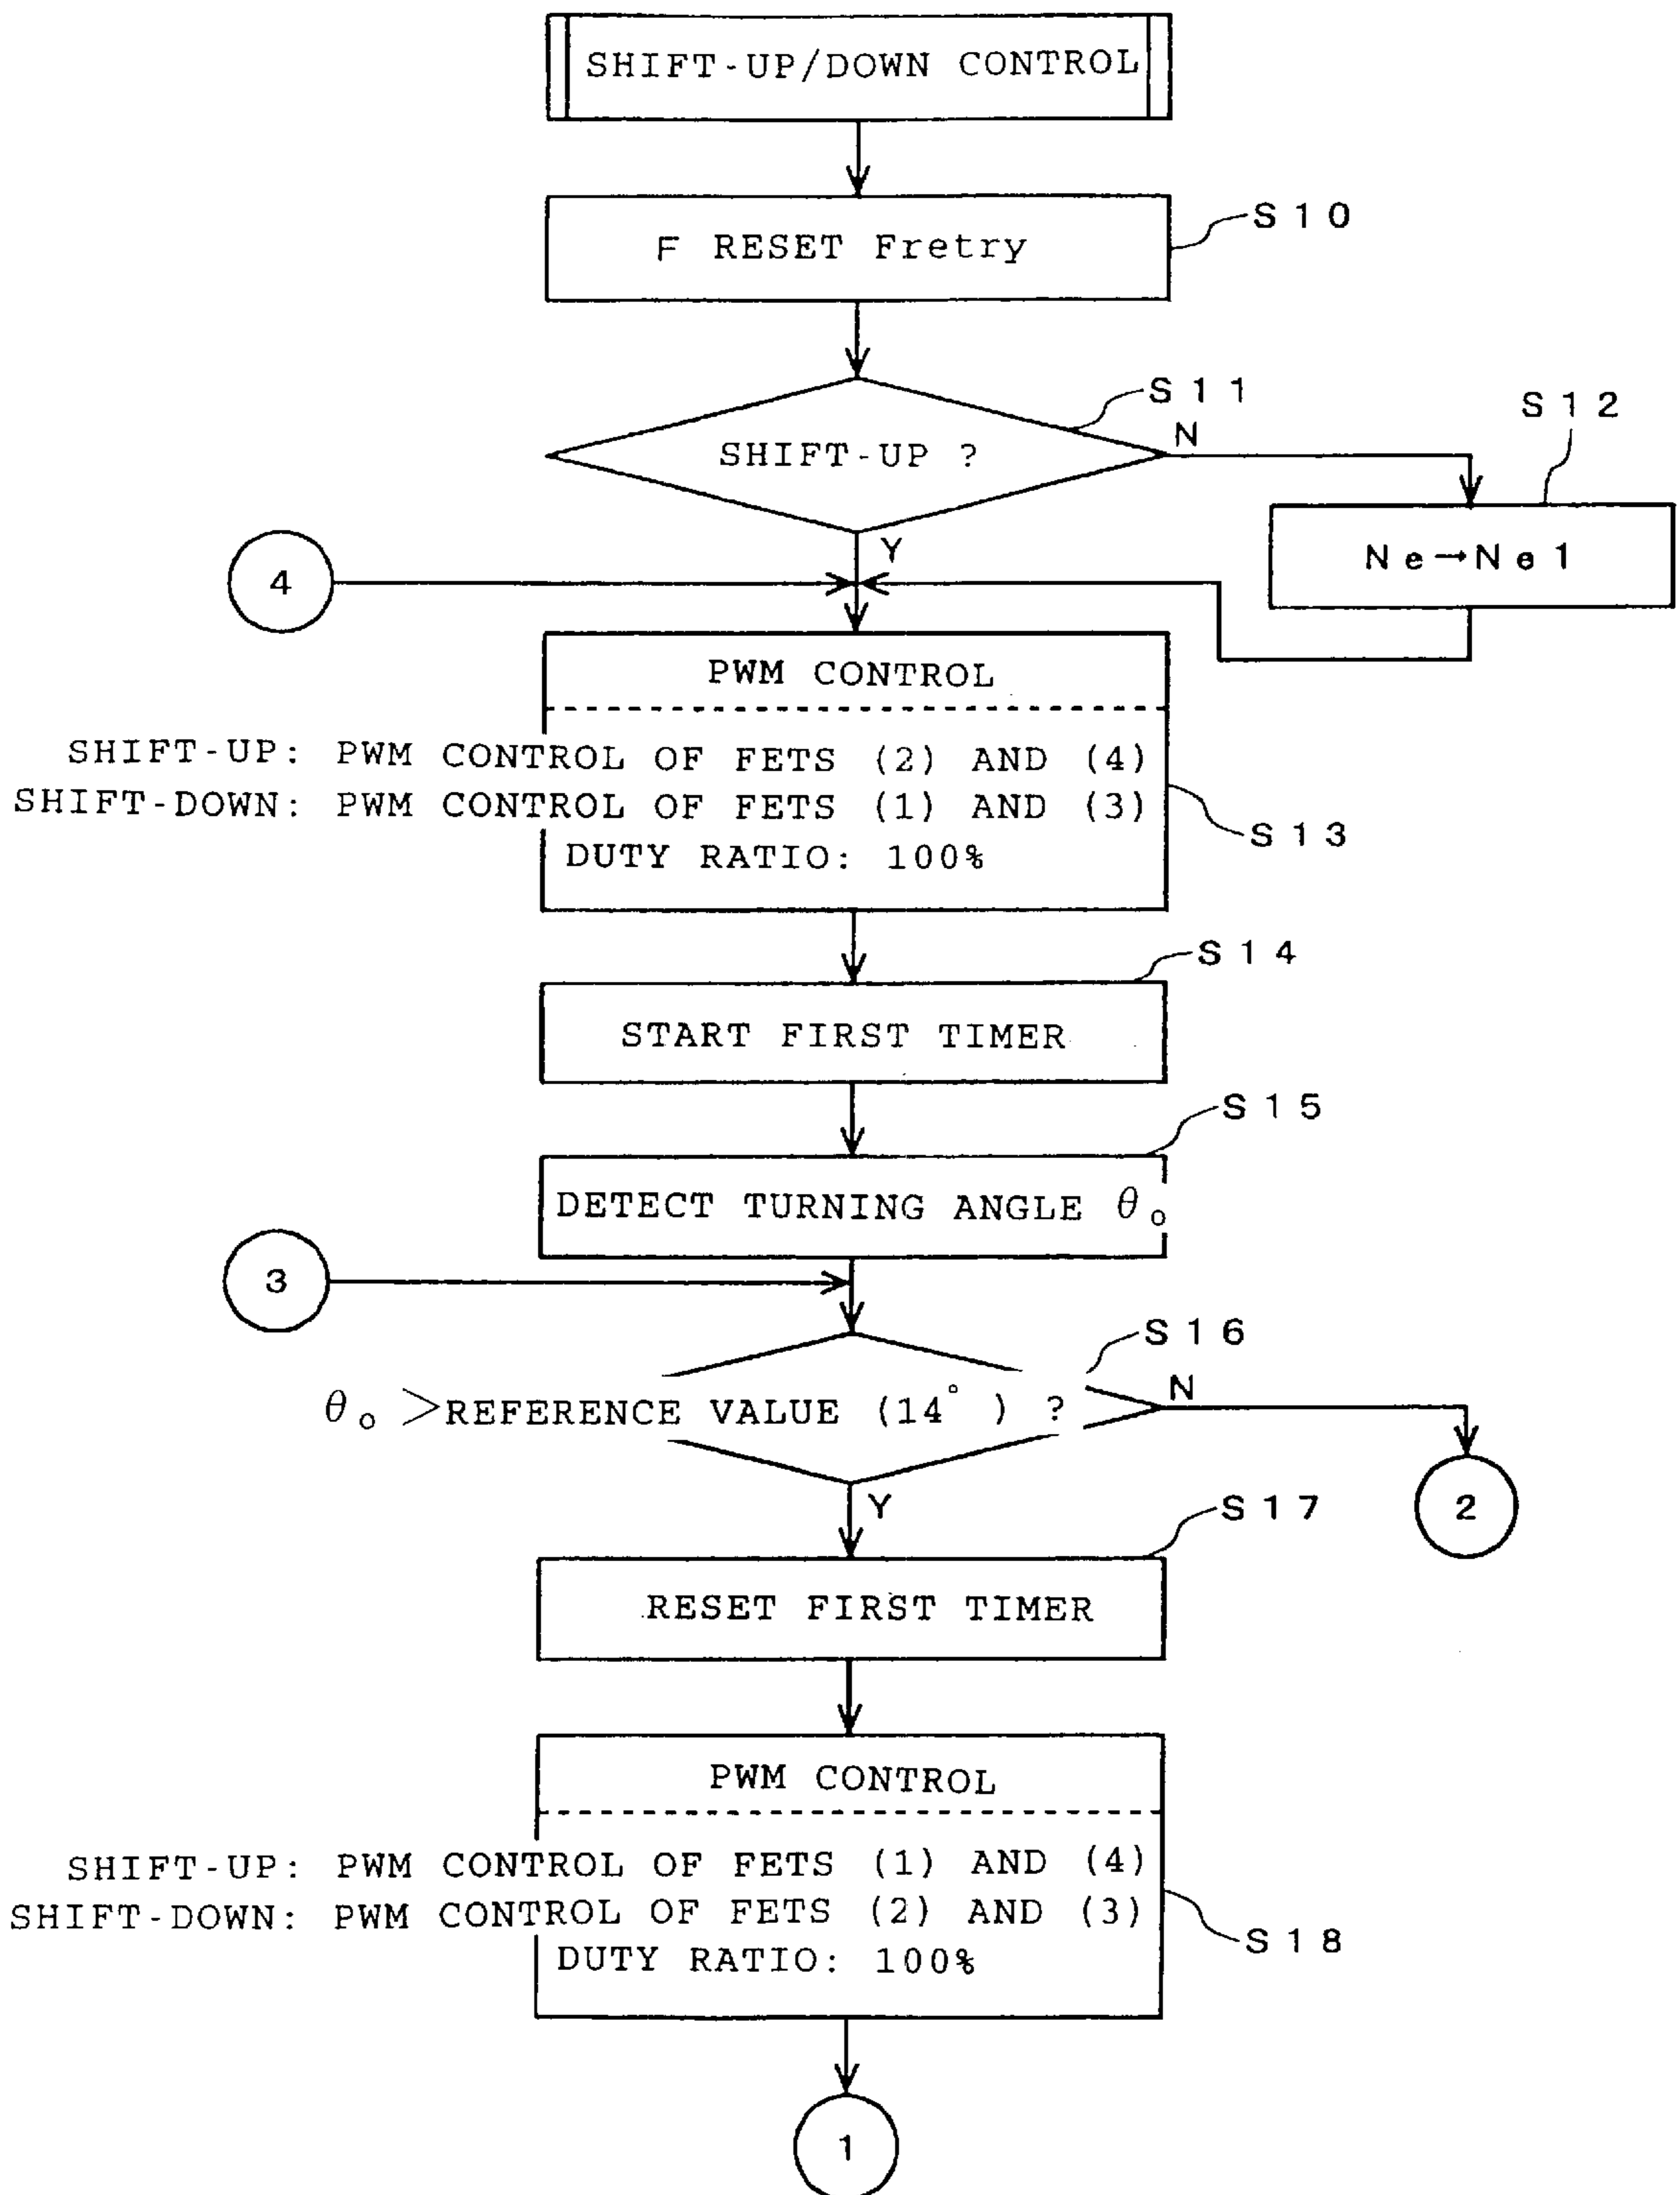 SHIFT-UP/DOWN CONTROL
F RESET Fretry
S10
S11
SHIFT-UP ?
N
S12
Ne→Ne1
Y
4
PWM CONTROL
SHIFT-UP: PWM CONTROL OF FETS (2) AND (4)
SHIFT-DOWN: PWM CONTROL OF FETS (1) AND (3)
DUTY RATIO: 100%
S13
S14
START FIRST TIMER
S15
DETECT TURNING ANGLE θ₀
3
S16
θ₀ >REFERENCE VALUE (14° ) ?
N
2
Y
S17
RESET FIRST TIMER
PWM CONTROL
SHIFT-UP: PWM CONTROL OF FETS (1) AND (4)
SHIFT-DOWN: PWM CONTROL OF FETS (2) AND (3)
DUTY RATIO: 100%
S18
1